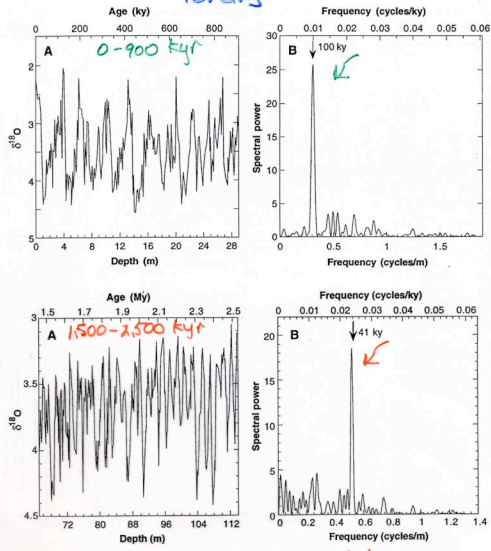 Age (ky)
0 200 400 600 800
A
0-900 kyr
2
3
4
5
δ18O
0 4 8 12 16 20 24 28
Depth (m)
Frequency (cycles/ky)
0 0.01 0.02 0.03 0.04 0.05 0.06
B
100 ky
30
25
20
15
10
5
0
Spectral power
0 0.5 1 1.5
Frequency (cycles/m)
Age (My)
1.5 1.7 1.9 2.1 2.3 2.5
A
1,500-2,500 kyr
3
3.5
4
4.5
δ18O
72 80 88 96 104 112
Depth (m)
Frequency (cycles/ky)
0 0.01 0.02 0.03 0.04 0.05 0.06
B
41 ky
20
15
10
5
0
Spectral power
0 0.2 0.4 0.6 0.8 1 1.2 1.4
Frequency (cycles/m)